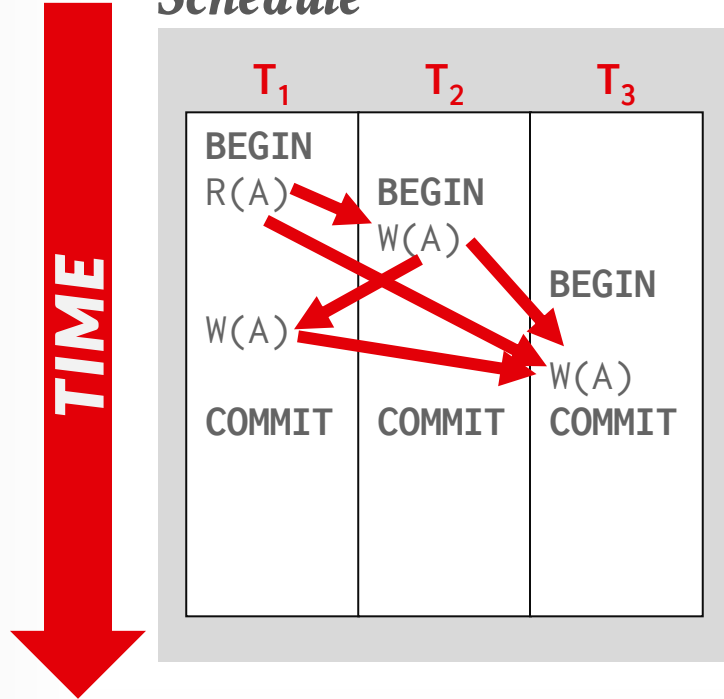 Schedule
TIME
T1 T2 T3
BEGIN
R(A) BEGIN
W(A)
BEGIN
W(A)
W(A)
COMMIT COMMIT COMMIT